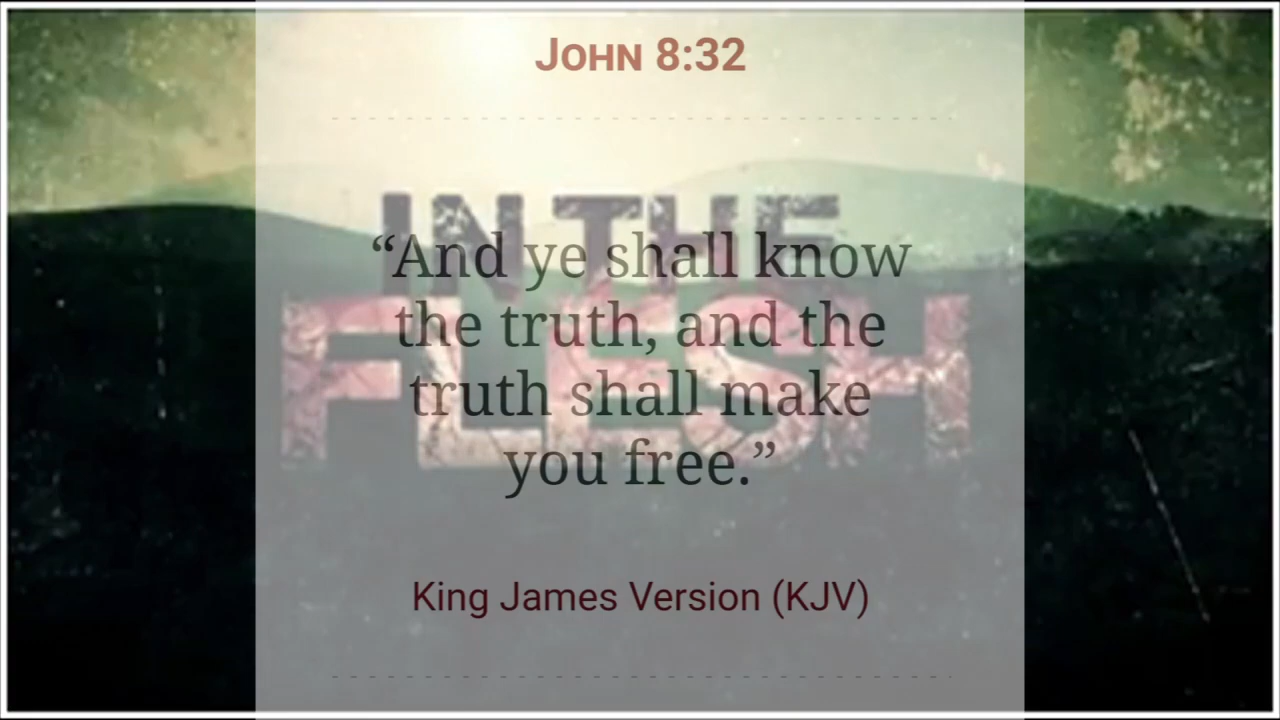 John 8:32
IN THE
“And ye shall know
the truth, and the
FLESH
truth shall make
you free.”
King James Version (KJV)